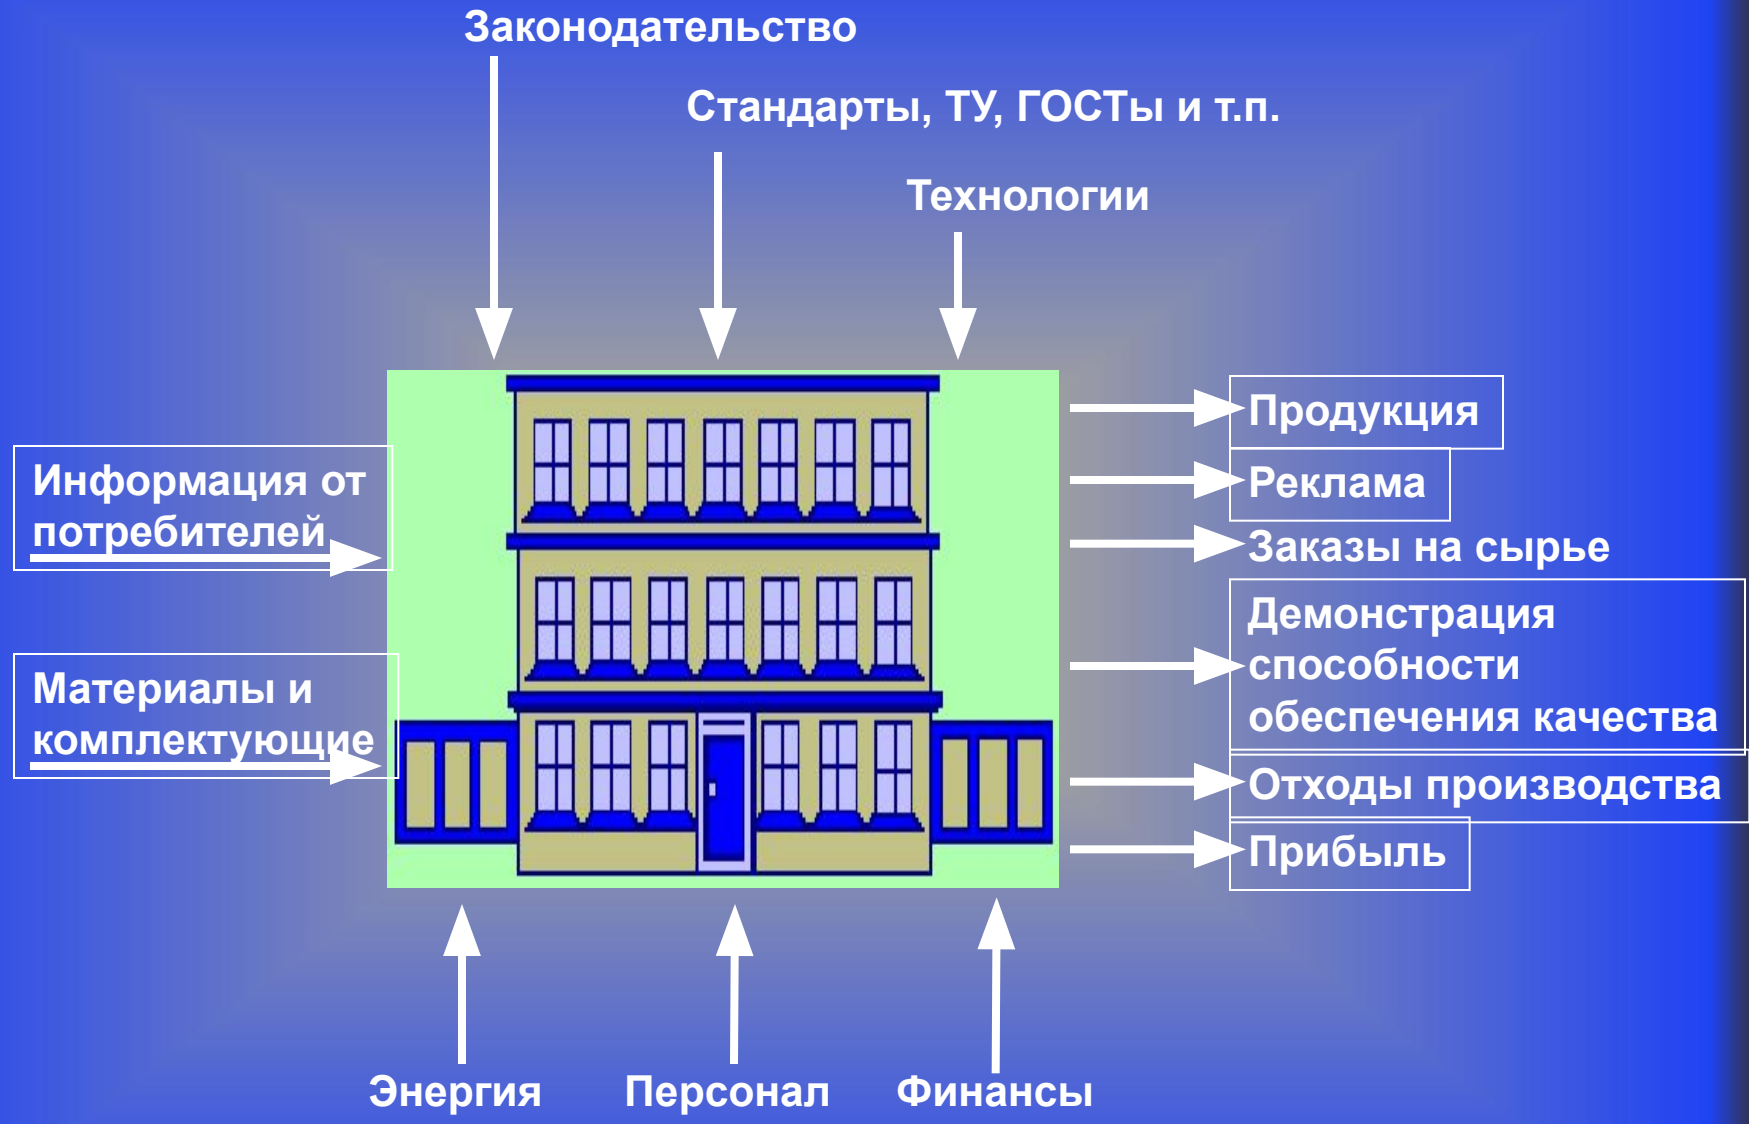 Законодательство
Стандарты, ТУ, ГОСТы и т.п.
Технологии
Информация от
потребителей
Материалы и
комплектующие
Продукция
Реклама
Заказы на сырье
Демонстрация
способности
обеспечения качества
Отходы производства
Прибыль
Энергия
Персонал
Финансы